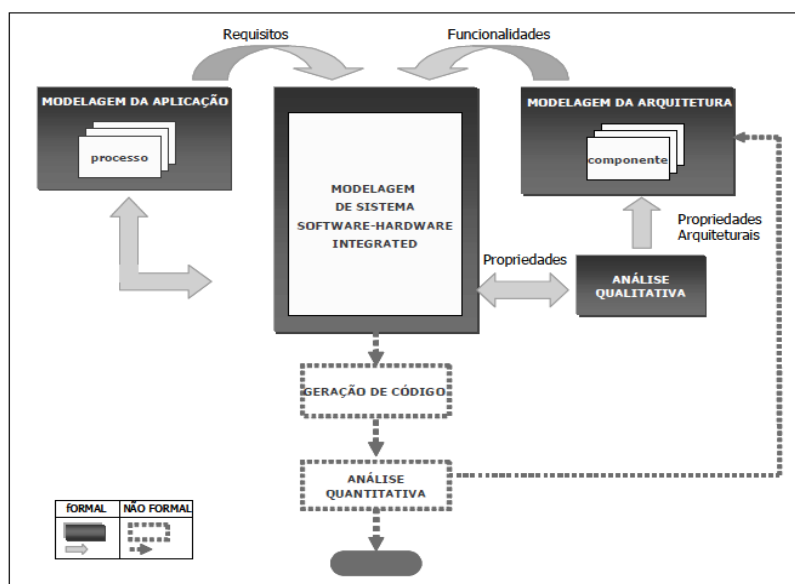 Requisitos
Funcionalidades
MODELAGEM DA APLICAÇÃO
processo
MODELAGEM DA ARQUITETURA
componente
MODELAGEM
DE SISTEMA
SOFTWARE-HARDWARE
INTEGRATED
Propriedades
Arquiteturais
Propriedades
ANÁLISE
QUALITATIVA
GERAÇÃO DE CÓDIGO
ANÁLISE
QUANTITATIVA
fORMAL
NÃO FORMAL